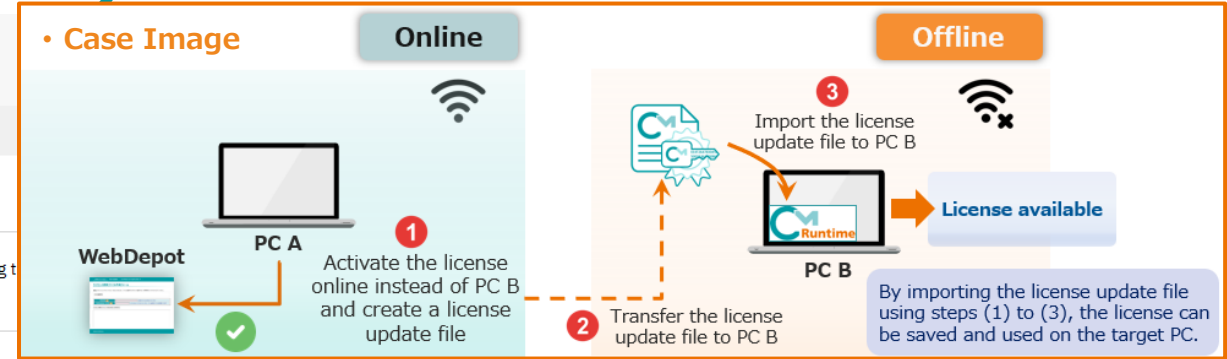 ・Case Image
Online
Offline
3
Import the license
update file to PC B
CM
CM
CM
Runtime
License available
PC A
WebDepot
1
Activate the license
online instead of PC B
and create a license
update file
PC B
2
Transfer the license
update file to PC B
By importing the license update file
using steps (1) to (3), the license can
be saved and used on the target PC.
g t